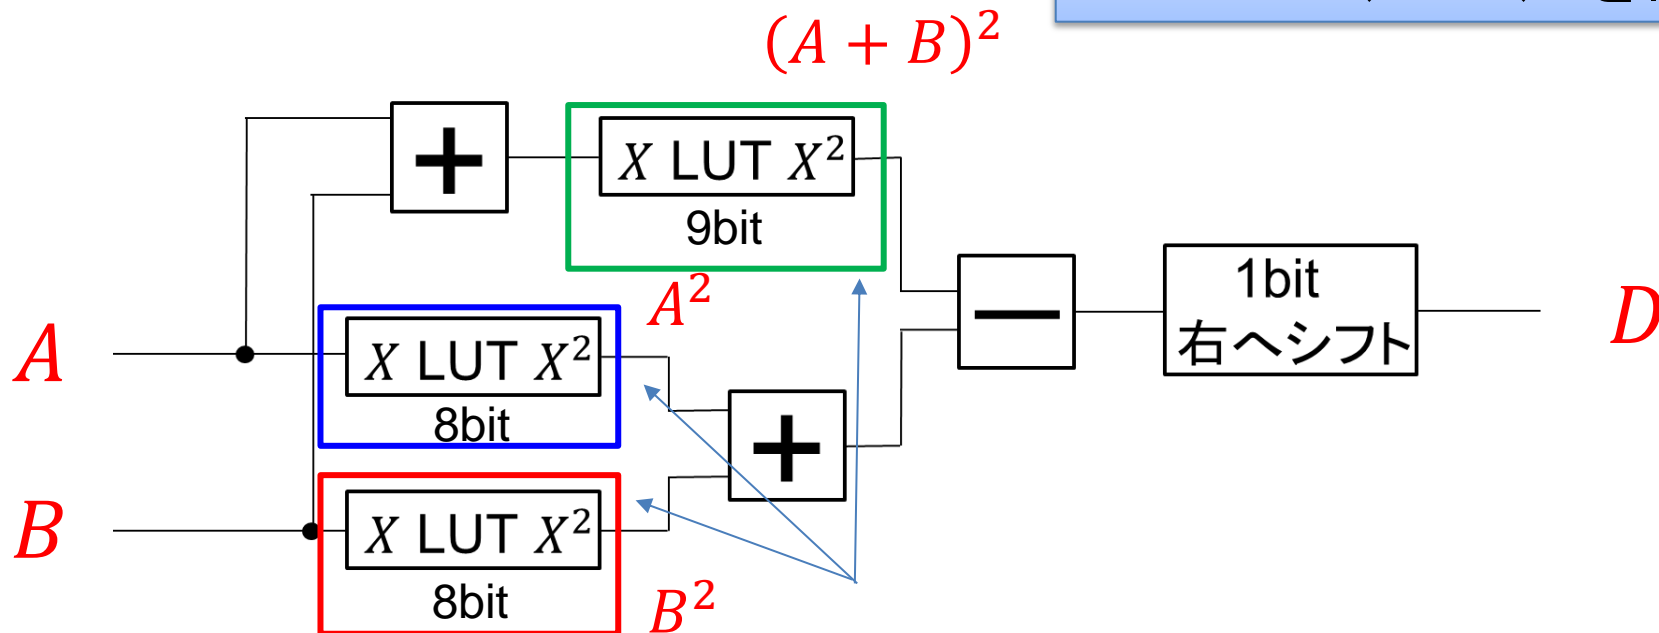 (A + B)²
+
X LUT X²
9bit
A²
A
X LUT X²
8bit
−
1bit
右へシフト
D
+
B
X LUT X²
8bit
B²